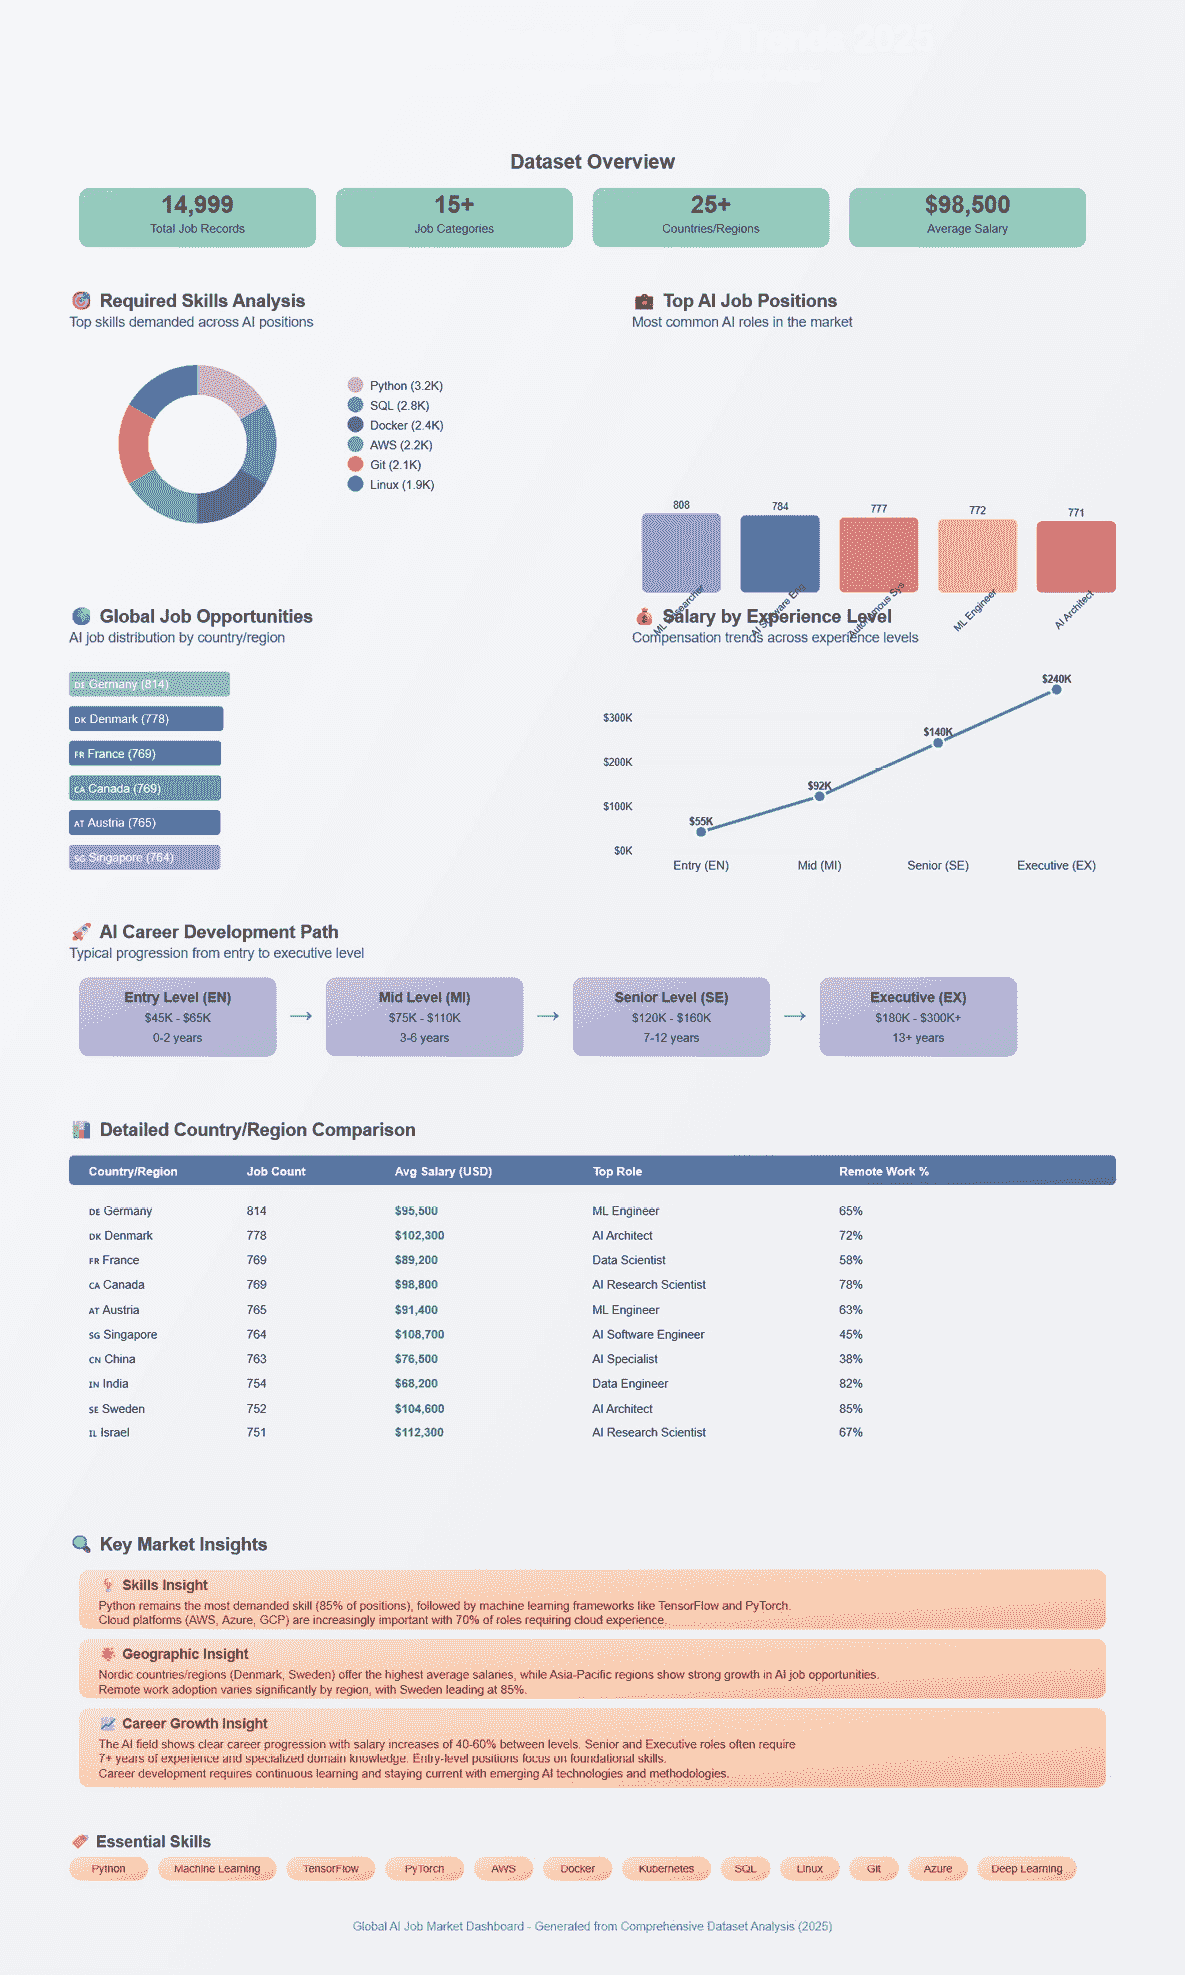 Trends 2025
Dataset Overview
14,999
Total Job Records
15+
Job Categories
25+
Countries/Regions
$98,500
Average Salary
Required Skills Analysis
Top skills demanded across AI positions
Python (3.2K)
SQL (2.8K)
Docker (2.4K)
AWS (2.2K)
Git (2.1K)
Linux (1.9K)
Top AI Job Positions
Most common AI roles in the market
808
784
777
772
771
ML Researcher
AI Software Eng
Autonomous Sys
ML Engineer
AI Architect
Global Job Opportunities
AI job distribution by country/region
DE Germany (814)
DK Denmark (778)
FR France (769)
CA Canada (769)
AT Austria (765)
SG Singapore (764)
Salary by Experience Level
Compensation trends across experience levels
$300K
$200K
$100K
$0K
$55K
$92K
$140K
$240K
Entry (EN)
Mid (MI)
Senior (SE)
Executive (EX)
AI Career Development Path
Typical progression from entry to executive level
Entry Level (EN)
$45K - $65K
0-2 years
→
Mid Level (MI)
$75K - $110K
3-6 years
→
Senior Level (SE)
$120K - $160K
7-12 years
→
Executive (EX)
$180K - $300K+
13+ years
Detailed Country/Region Comparison
Country/Region Job Count Avg Salary (USD) Top Role Remote Work %
DE Germany 814 $95,500 ML Engineer 65%
DK Denmark 778 $102,300 AI Architect 72%
FR France 769 $89,200 Data Scientist 58%
CA Canada 769 $98,800 AI Research Scientist 78%
AT Austria 765 $91,400 ML Engineer 63%
SG Singapore 764 $108,700 AI Software Engineer 45%
CN China 763 $76,500 AI Specialist 38%
IN India 754 $68,200 Data Engineer 82%
SE Sweden 752 $104,600 AI Architect 85%
IL Israel 751 $112,300 AI Research Scientist 67%
Key Market Insights
Skills Insight
Python remains the most demanded skill (85% of positions), followed by machine learning frameworks like TensorFlow and PyTorch.
Cloud platforms (AWS, Azure, GCP) are increasingly important with 70% of roles requiring cloud experience.
Geographic Insight
Nordic countries/regions (Denmark, Sweden) offer the highest average salaries, while Asia-Pacific regions show strong growth in AI job opportunities.
Remote work adoption varies significantly by region, with Sweden leading at 85%.
Career Growth Insight
The AI field shows clear career progression with salary increases of 40-60% between levels. Senior and Executive roles often require
7+ years of experience and specialized domain knowledge. Entry-level positions focus on foundational skills.
Career development requires continuous learning and staying current with emerging AI technologies and methodologies.
Essential Skills
Python
Machine Learning
TensorFlow
PyTorch
AWS
Docker
Kubernetes
SQL
Linux
Git
Azure
Deep Learning
Global AI Job Market Dashboard - Generated from Comprehensive Dataset Analysis (2025)